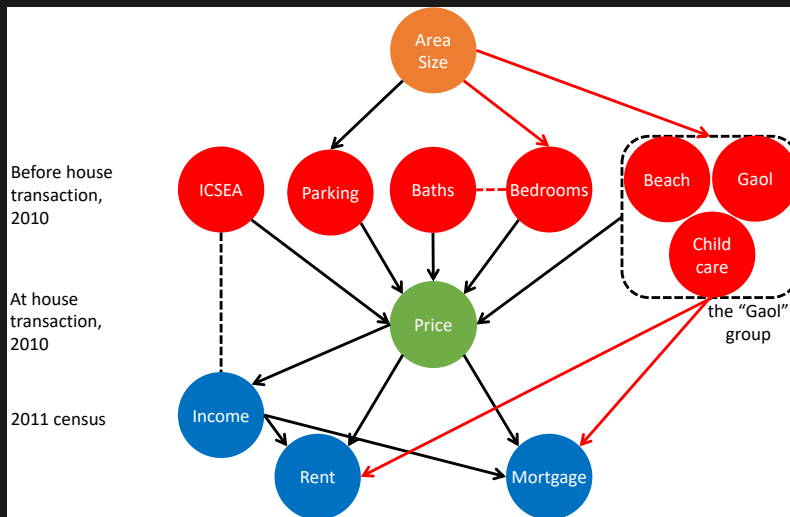 Area
Size
Before house
transaction,
2010
ICSEA
Parking
Baths
Bedrooms
Beach
Gaol
Child
care
At house
transaction,
2010
Price
the “Gaol”
group
2011 census
Income
Rent
Mortgage